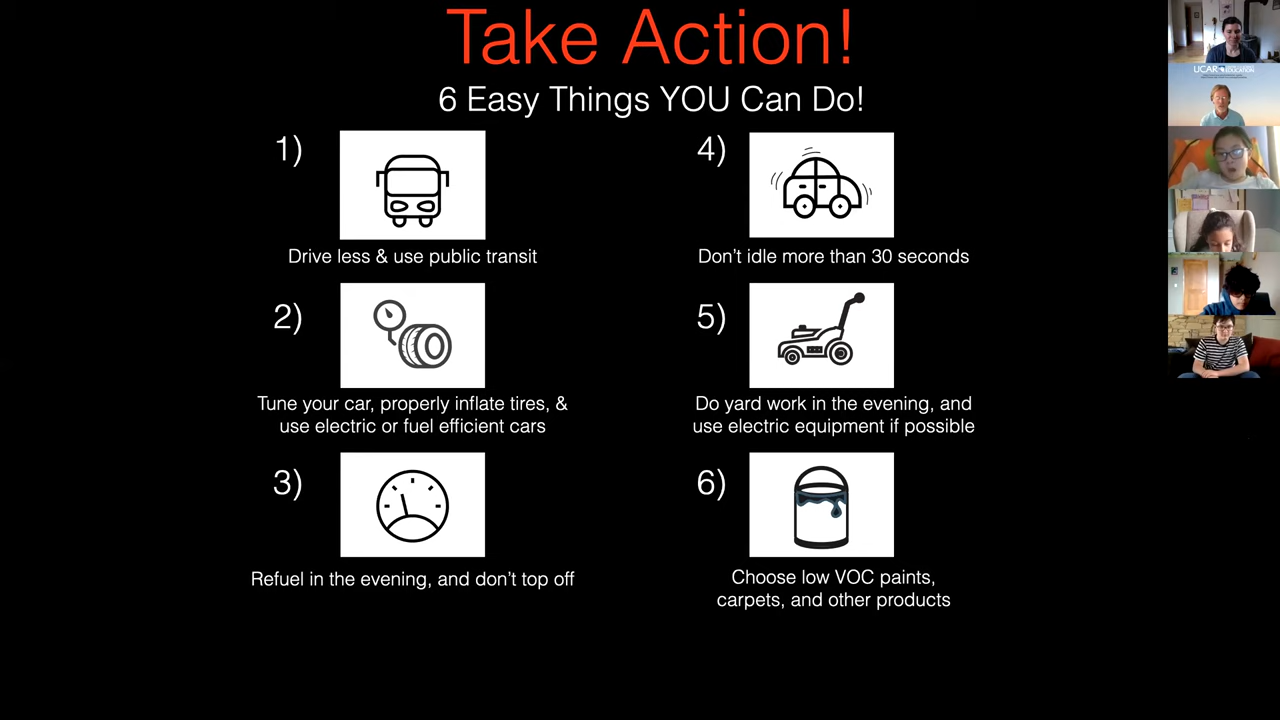 Take Action!
6 Easy Things YOU Can Do!
1)
Drive less & use public transit
2)
Tune your car, properly inflate tires, &
use electric or fuel efficient cars
3)
Refuel in the evening, and don't top off
4)
Don't idle more than 30 seconds
5)
Do yard work in the evening, and
use electric equipment if possible
6)
Choose low VOC paints,
carpets, and other products
UCAR